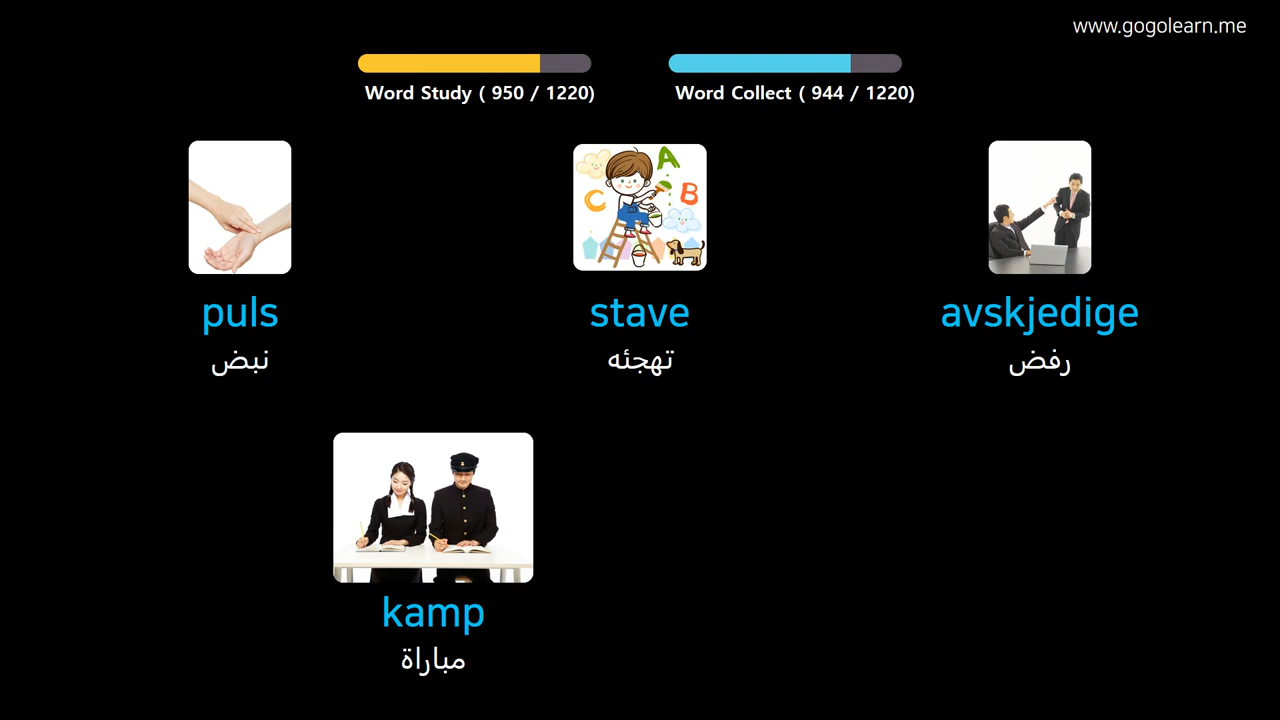 www.gogolearn.me
Word Study ( 950 / 1220)
Word Collect ( 944 / 1220)
A
C
B
puls
stave
avskjedige
نبض
تهجئه
رفض
kamp
مباراة